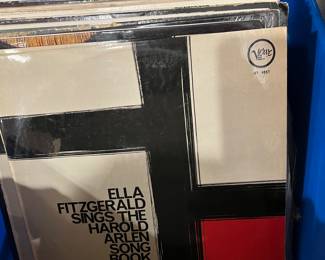 Verve
ELLA
FITZGERALD
SINGS THE
HAROLD
ARLEN
SONG
BOOK